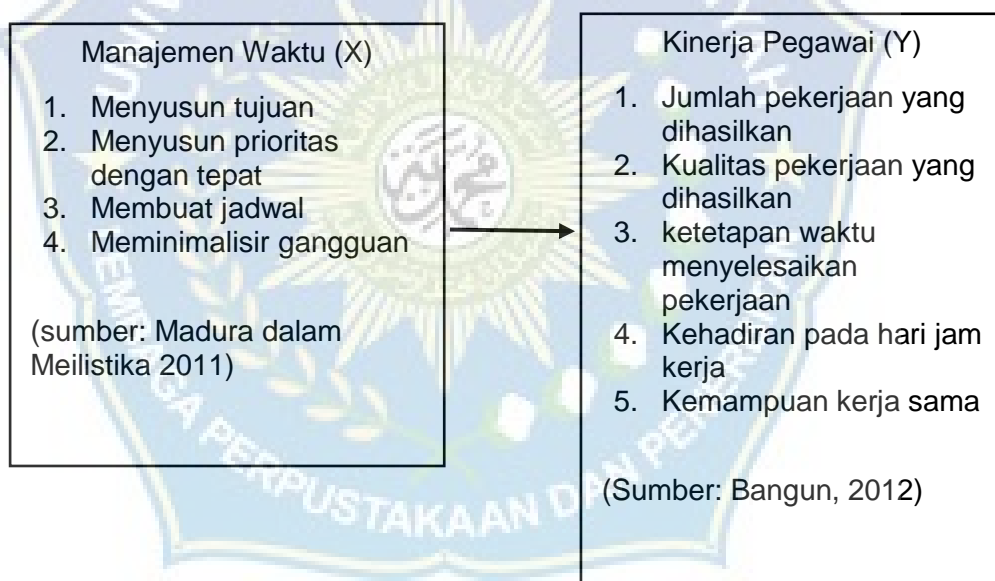 Manajemen Waktu (X)
1. Menyusun tujuan
2. Menyusun prioritas
dengan tepat
3. Membuat jadwal
4. Meminimalisir gangguan
(sumber: Madura dalam
Meilistika 2011)
Kinerja Pegawai (Y)
1. Jumlah pekerjaan yang
dihasilkan
2. Kualitas pekerjaan yang
dihasilkan
3. ketetapan waktu
menyelesaikan
pekerjaan
4. Kehadiran pada hari jam
kerja
5. Kemampuan kerja sama
(Sumber: Bangun, 2012)
PERPUSTAKAAN DAN